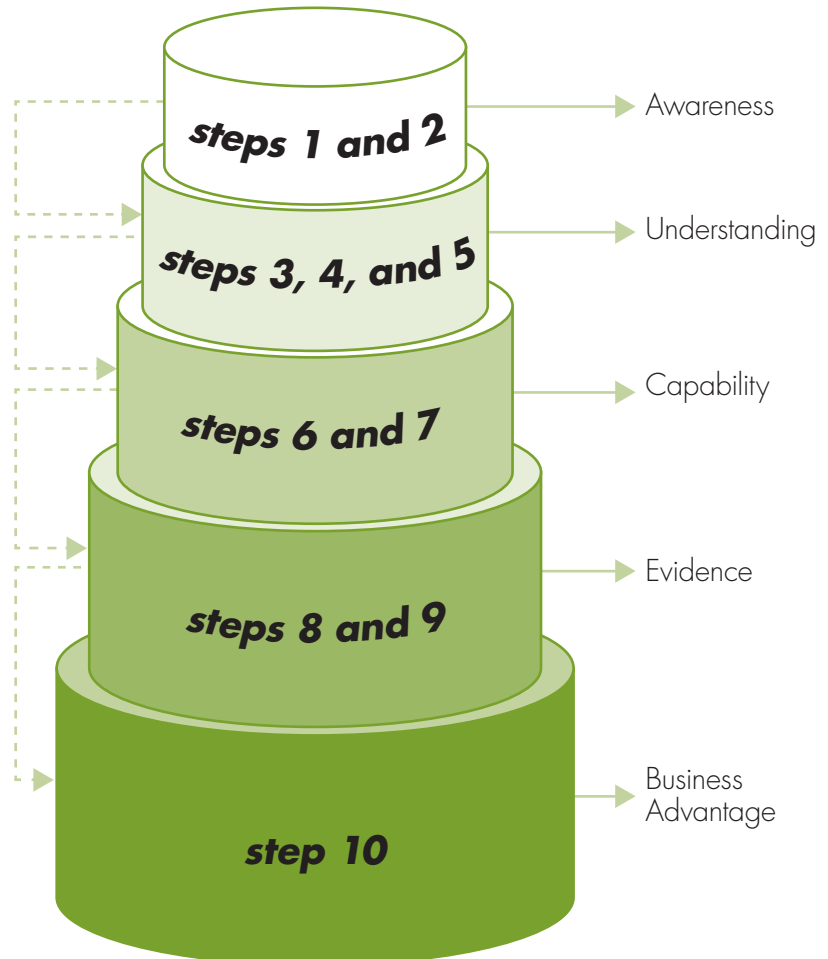 steps 1 and 2
Awareness
steps 3, 4, and 5
Understanding
steps 6 and 7
Capability
steps 8 and 9
Evidence
step 10
Business
Advantage